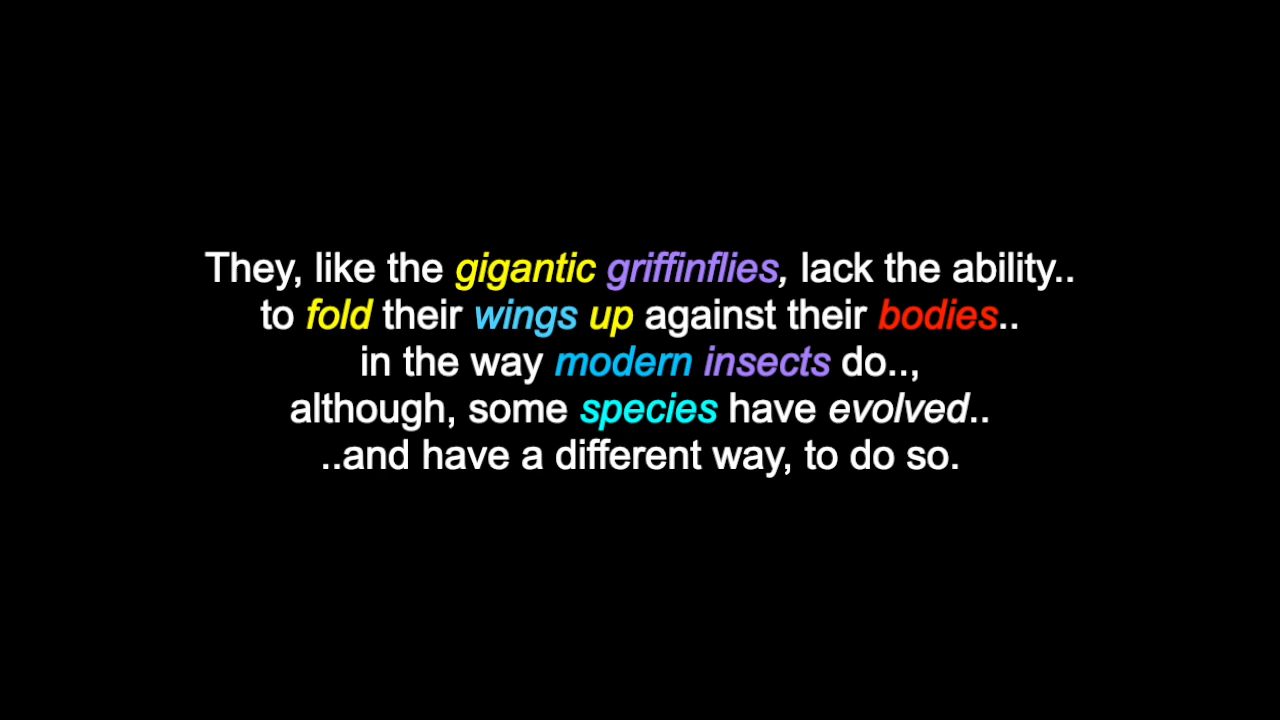 They, like the gigantic griffinflies, lack the ability..
to fold their wings up against their bodies..
in the way modern insects do..,
although, some species have evolved..
..and have a different way, to do so.